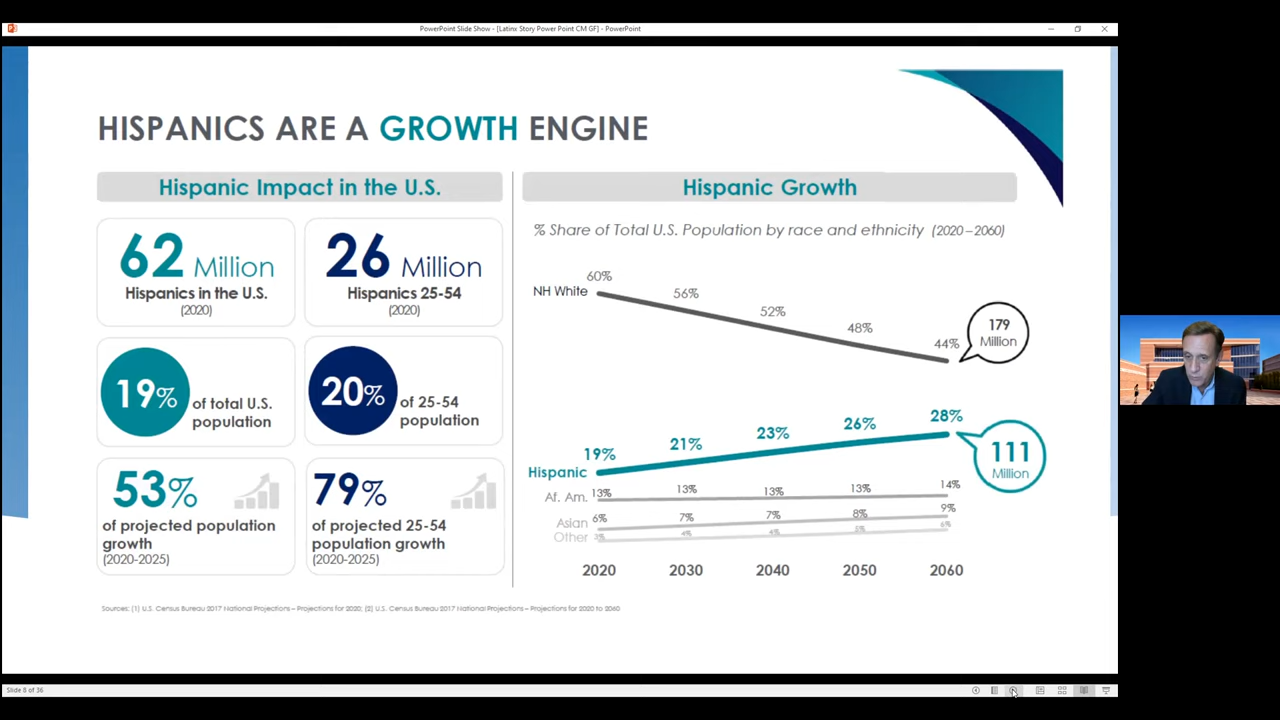 PowerPoint Slide Show - [Latinx Story Power Point CM GF] - PowerPoint
HISPANICS ARE A GROWTH ENGINE
Hispanic Impact in the U.S.
62 Million
Hispanics in the U.S.
(2020)
26 Million
Hispanics 25-54
(2020)
19%
of total U.S.
population
20%
of 25-54
population
53%
of projected population
growth
(2020-2025)
79%
of projected 25-54
population growth
(2020-2025)
Hispanic Growth
% Share of Total U.S. Population by race and ethnicity (2020–2060)
NH White
60%
56%
52%
48%
44%
179
Million
Hispanic
19%
21%
23%
26%
28%
111
Million
Af. Am.
13%
13%
13%
13%
14%
Asian
6%
7%
7%
8%
9%
Other
4%
4%
5%
6%
2020
2030
2040
2050
2060
Sources: (1) U.S. Census Bureau 2017 National Projections – Projections for 2020; (2) U.S. Census Bureau 2017 National Projections – Projections for 2020 to 2060
Slide 8 of 36